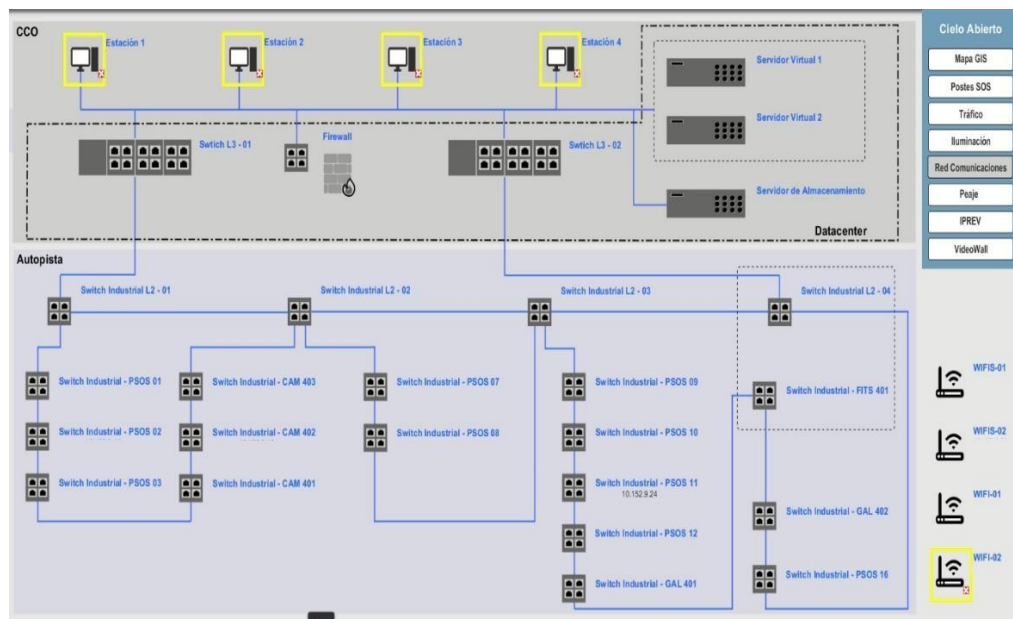 CCO
Estación 1
Estación 2
Estación 3
Estación 4
Servidor Virtual 1
Servidor Virtual 2
Swtich L3 - 01
Firewall
Swtich L3 - 02
Servidor de Almacenamiento
Datacenter
Autopista
Switch Industrial L2 - 01
Switch Industrial L2 - 02
Switch Industrial L2 - 03
Switch Industrial L2 - 04
Switch Industrial - PSOS 01
Switch Industrial - CAM 403
Switch Industrial - PSOS 07
Switch Industrial - PSOS 09
Switch Industrial - FITS 401
Switch Industrial - PSOS 02
Switch Industrial - CAM 402
Switch Industrial - PSOS 08
Switch Industrial - PSOS 10
Switch Industrial - PSOS 03
Switch Industrial - CAM 401
Switch Industrial - PSOS 11
10.152.9.24
Switch Industrial - GAL 402
Switch Industrial - PSOS 12
Switch Industrial - GAL 401
Switch Industrial - PSOS 16
Cielo Abierto
Mapa GIS
Postes SOS
Tráfico
Iluminación
Red Comunicaciones
Peaje
IPREV
VideoWall
WIFIS-01
WIFIS-02
WIFI-01
WIFI-02